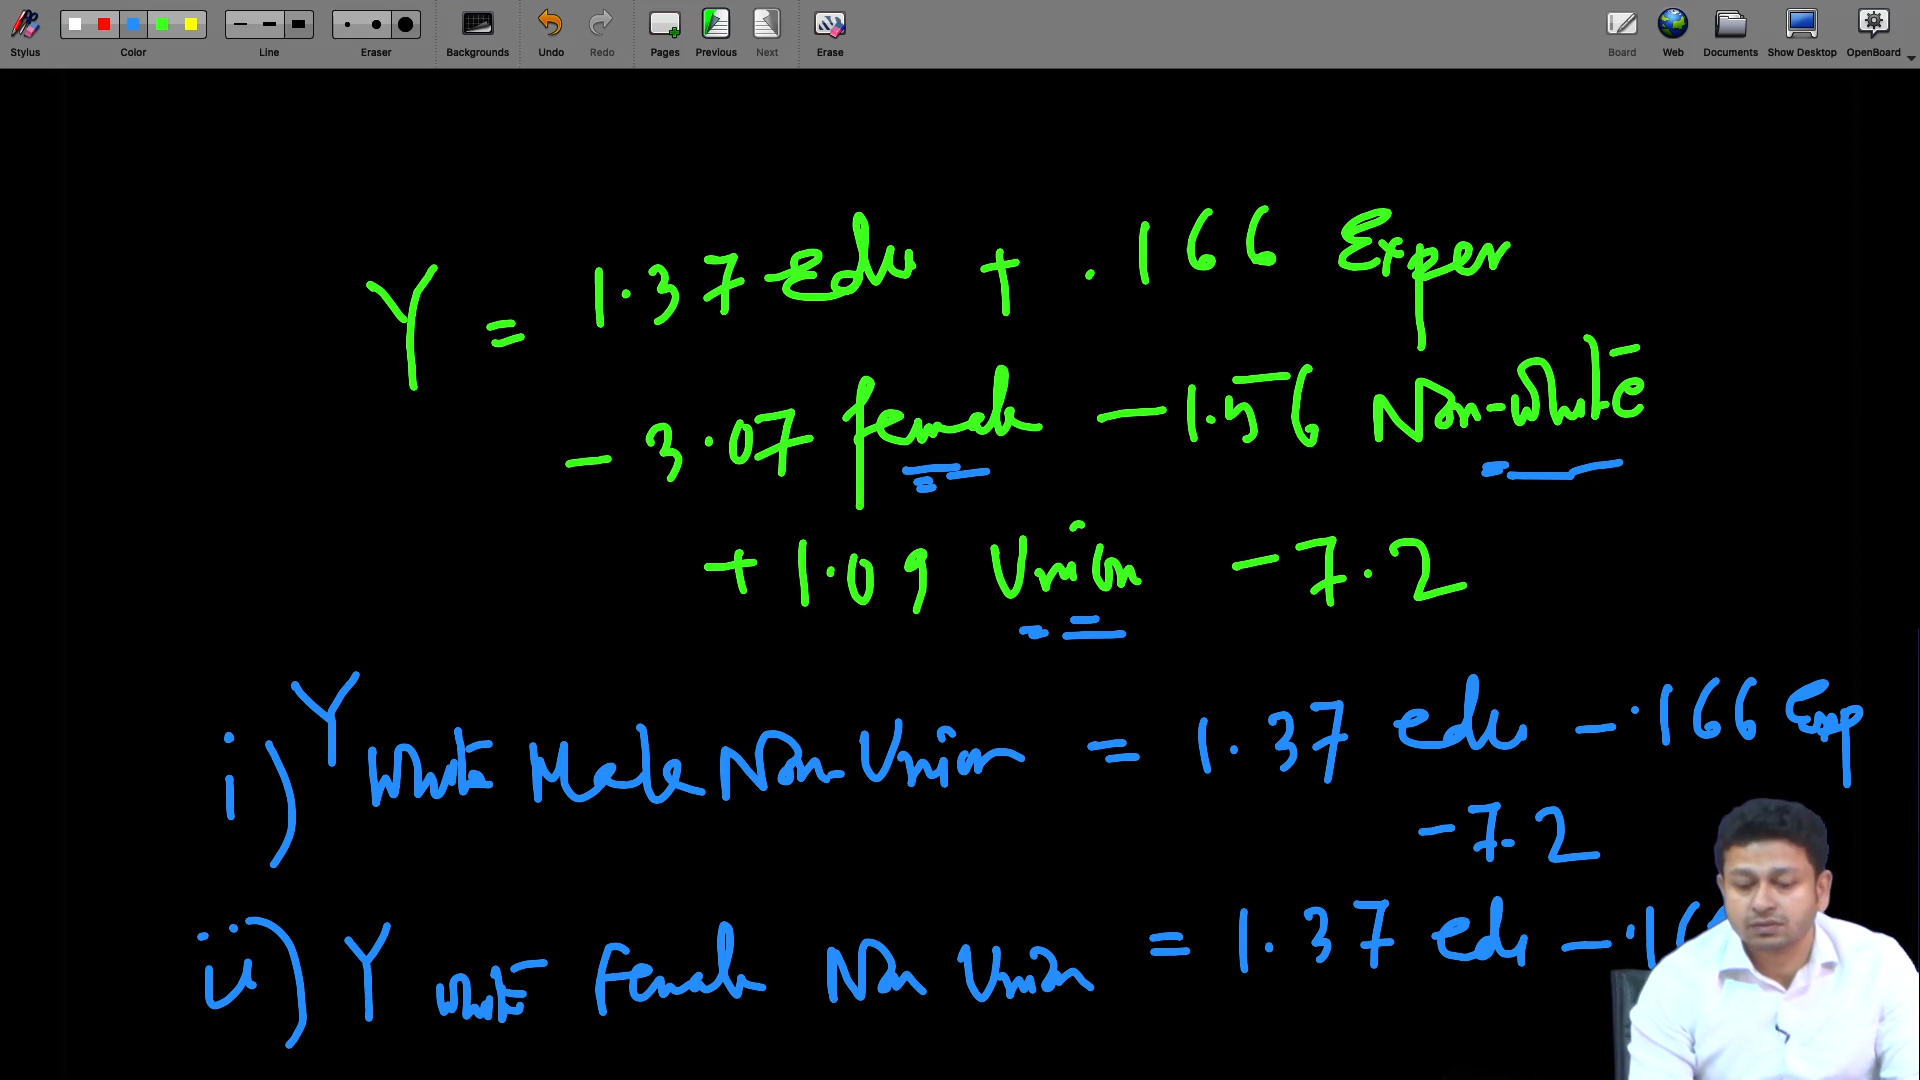 Stylus Color Line Eraser Backgrounds Undo Redo Pages Previous Next Erase Board Web Documents Show Desktop OpenBoard
Y = 1.37 Edu + .166 Exper
- 3.07 female - 1.56 Non-White
+ 1.09 Union - 7.2
i) Y White Male Non Union = 1.37 edu - .166 Exp
- 7.2
ii) Y White Female Non Union = 1.37 edu - .16